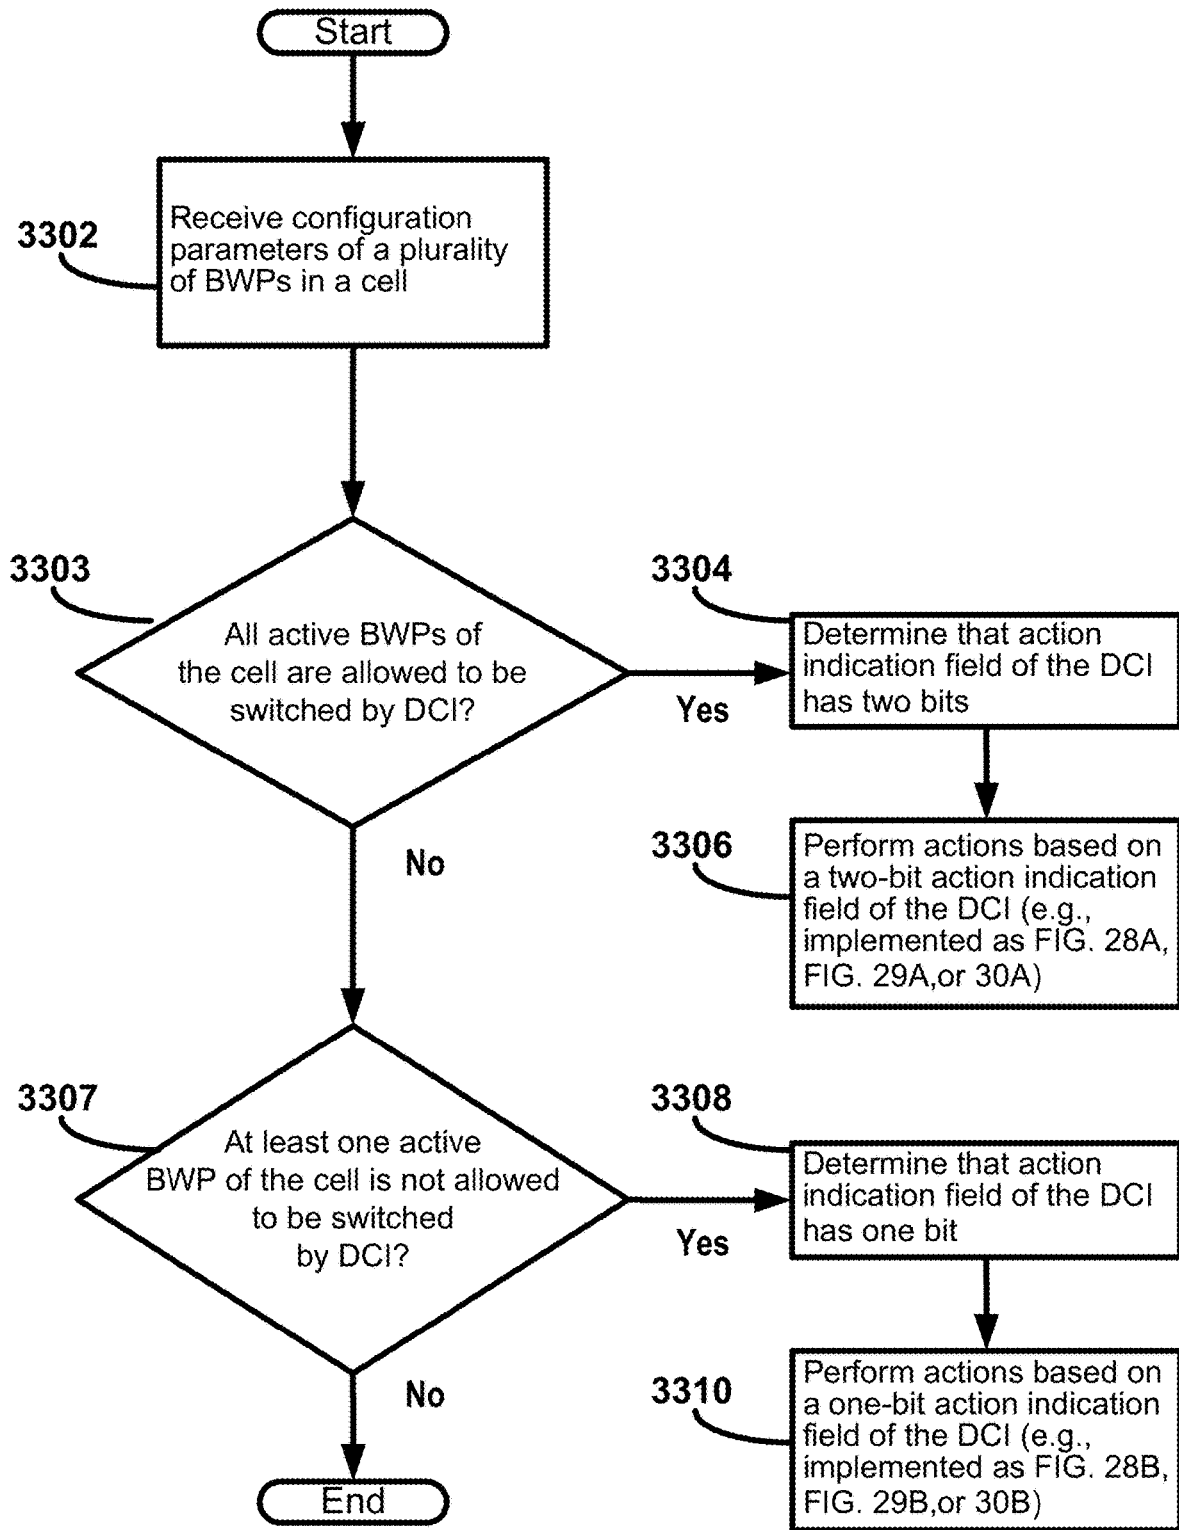 Start
3302
Receive configuration
parameters of a plurality
of BWPs in a cell
3303
All active BWPs of
the cell are allowed to be
switched by DCI?
Yes
No
3304
Determine that action
indication field of the DCI
has two bits
3306
Perform actions based on
a two-bit action indication
field of the DCI (e.g.,
implemented as FIG. 28A,
FIG. 29A,or 30A)
3307
At least one active
BWP of the cell is not allowed
to be switched
by DCI?
Yes
No
3308
Determine that action
indication field of the DCI
has one bit
3310
Perform actions based on
a one-bit action indication
field of the DCI (e.g.,
implemented as FIG. 28B,
FIG. 29B,or 30B)
End